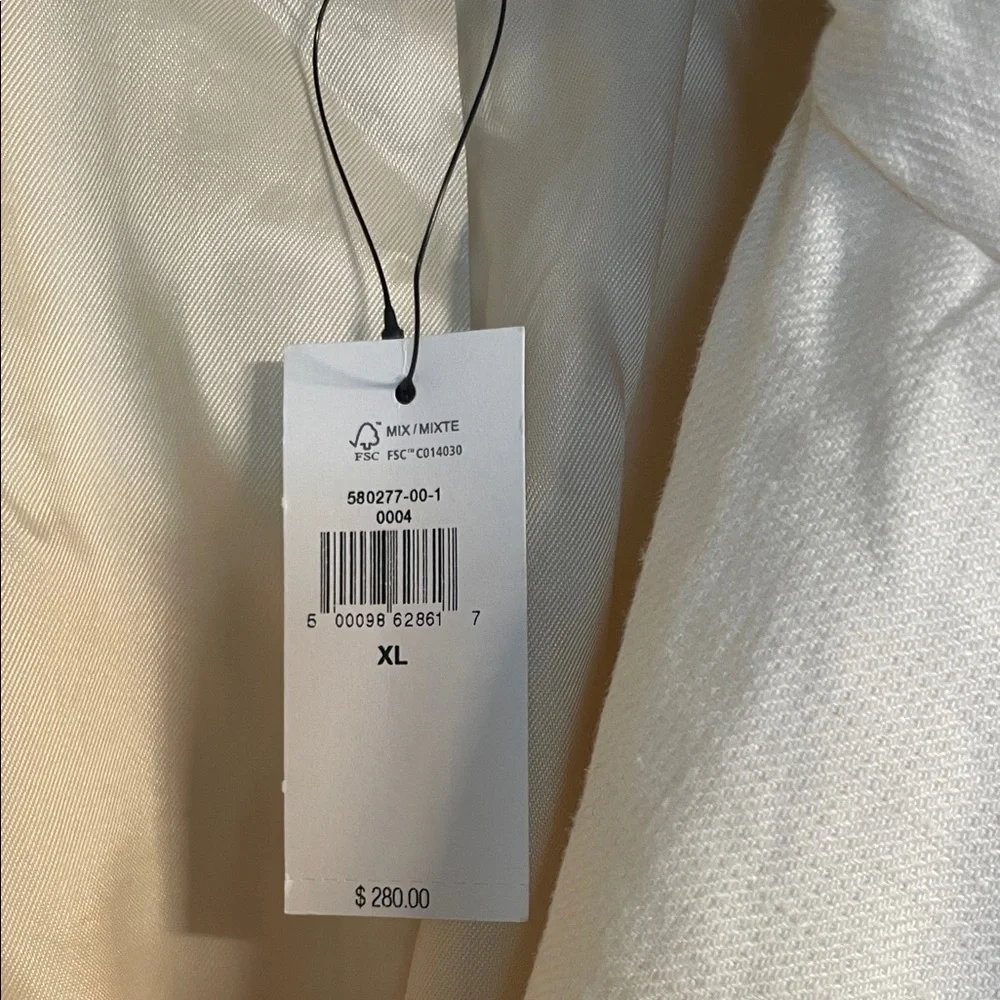 MIX / MIXTE
FSC FSC™ C014030
580277-00-1
0004
5 00098 62861 7
XL
$ 280.00